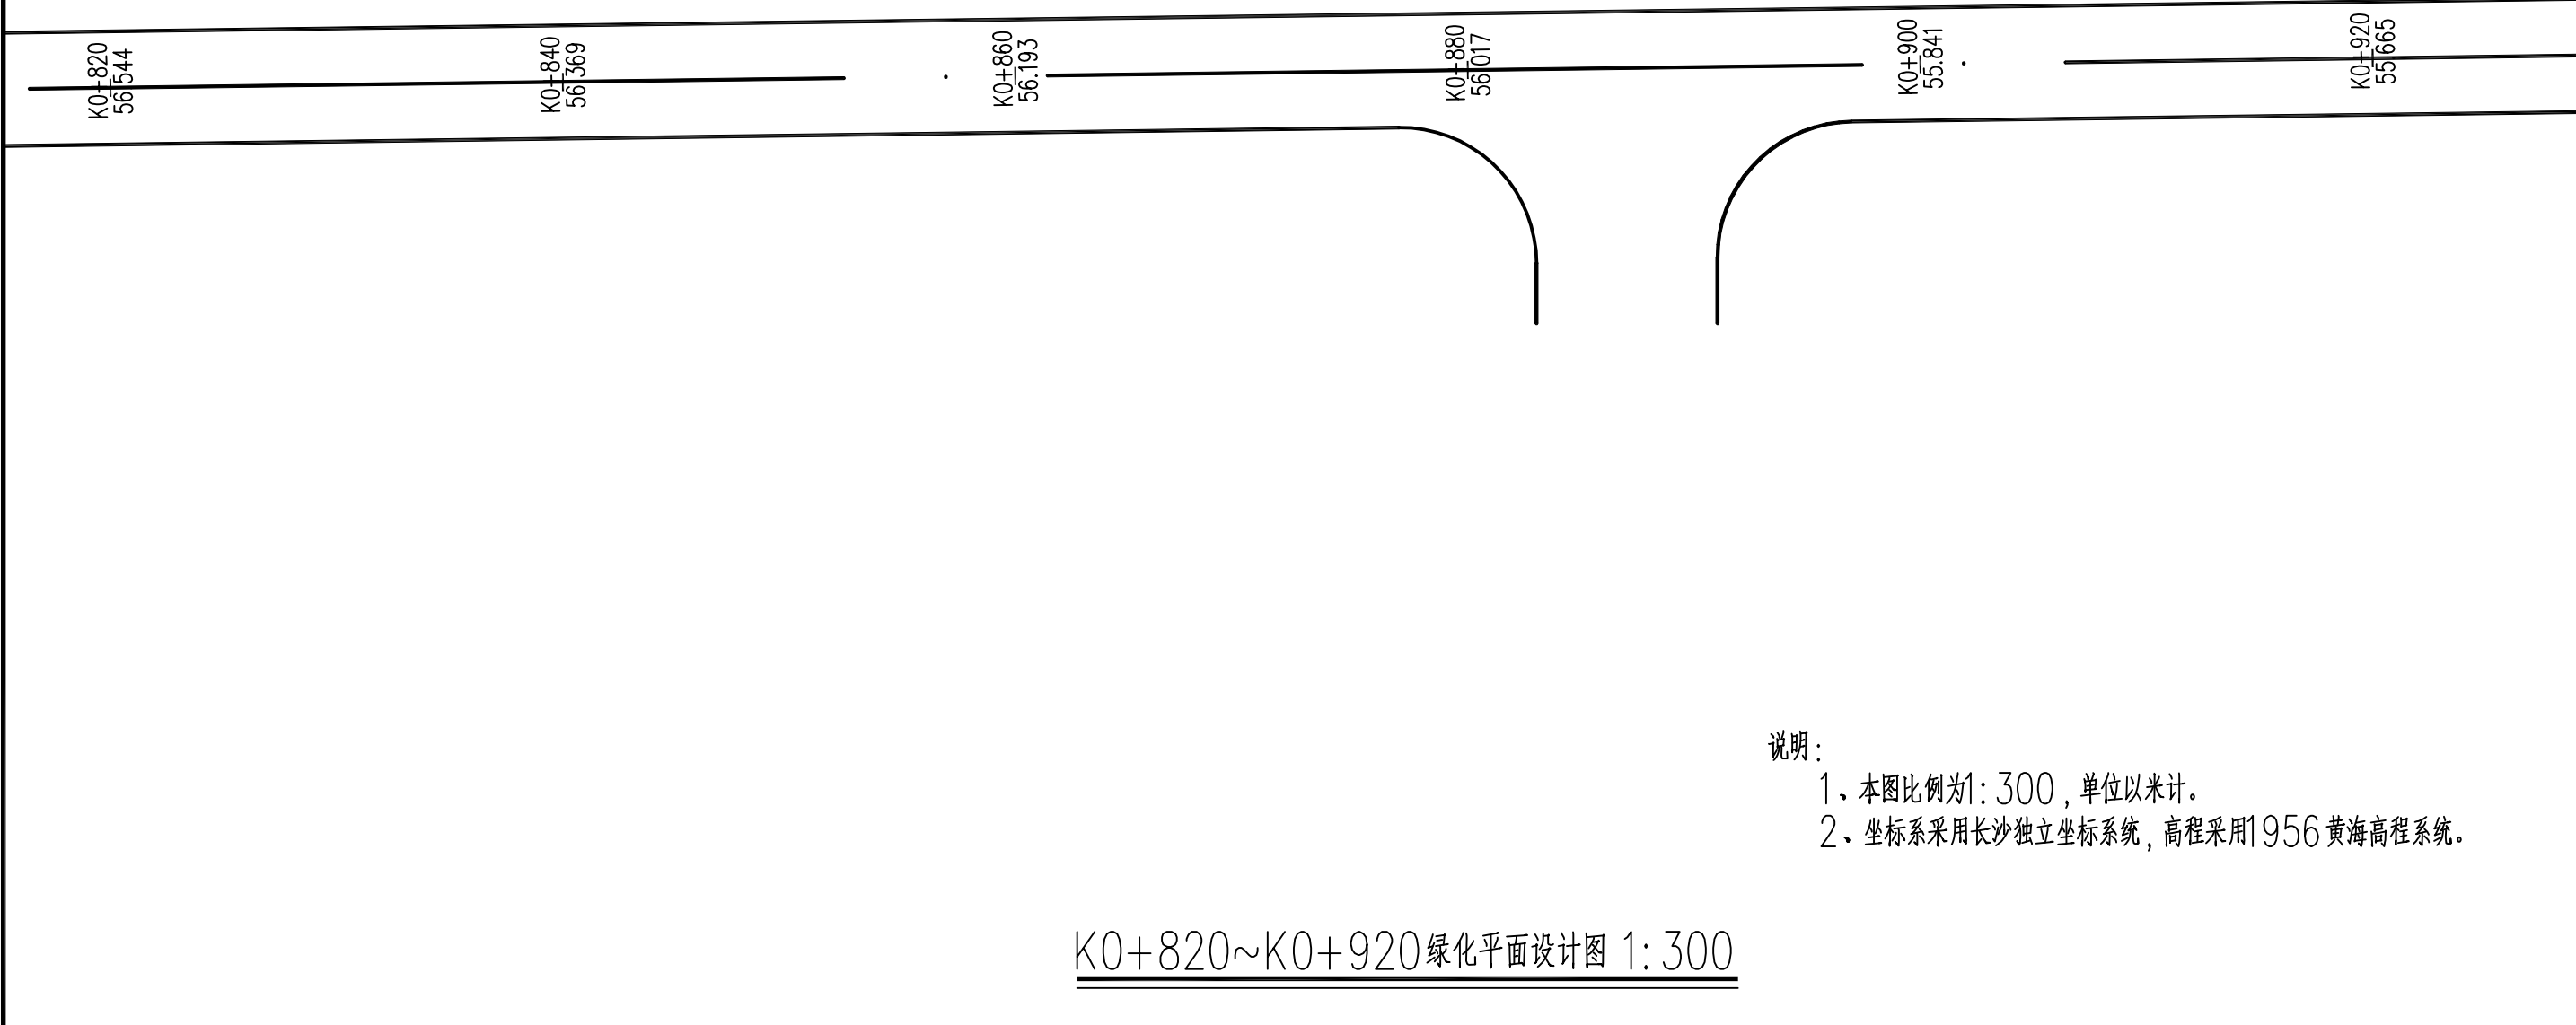 K0+820
56.544
K0+840
56.369
K0+860
56.193
K0+880
56.017
K0+900
55.841
K0+920
55.665
说明:
1、本图比例为1:300,单位以米计。
2、坐标系采用长沙独立坐标系统,高程采用1956黄海高程系统。
K0+820~K0+920绿化平面设计图 1:300